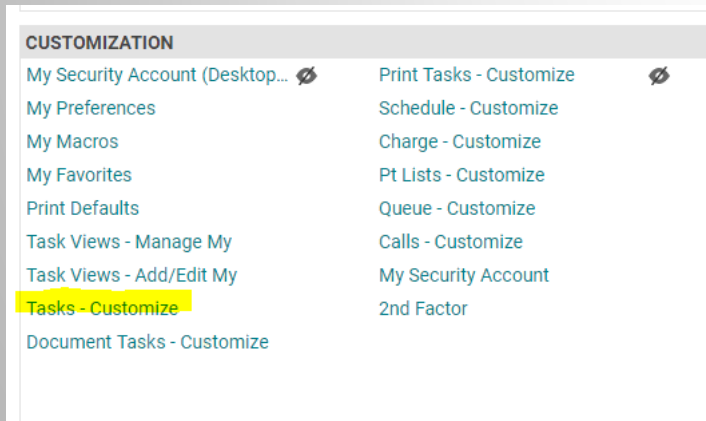 CUSTOMIZATION
My Security Account (Desktop...
Print Tasks - Customize
My Preferences
Schedule - Customize
My Macros
Charge - Customize
My Favorites
Pt Lists - Customize
Print Defaults
Queue - Customize
Task Views - Manage My
Calls - Customize
Task Views - Add/Edit My
My Security Account
Tasks - Customize
2nd Factor
Document Tasks - Customize